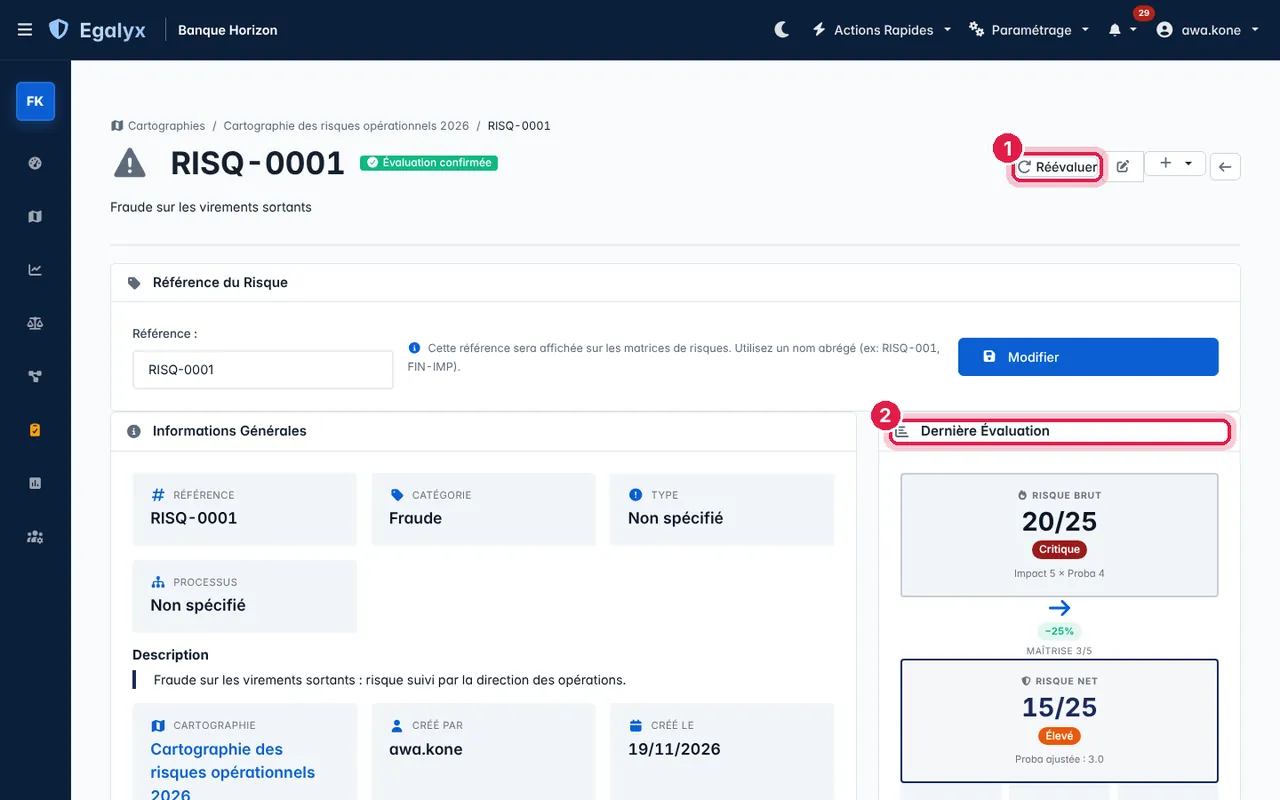 Egalyx
Banque Horizon
Actions Rapides
Paramétrage
29
awa.kone
FK
Cartographies / Cartographie des risques opérationnels 2026 / RISQ-0001
RISQ-0001
Évaluation confirmée
1
Réévaluer
Fraude sur les virements sortants
Référence du Risque
Référence :
RISQ-0001
Cette référence sera affichée sur les matrices de risques. Utilisez un nom abrégé (ex: RISQ-001,
FIN-IMP).
Modifier
Informations Générales
RÉFÉRENCE
RISQ-0001
CATÉGORIE
Fraude
TYPE
Non spécifié
PROCESSUS
Non spécifié
Description
Fraude sur les virements sortants : risque suivi par la direction des opérations.
CARTOGRAPHIE
Cartographie des
risques opérationnels
2026
CRÉÉ PAR
awa.kone
CRÉÉ LE
19/11/2026
2
Dernière Évaluation
RISQUE BRUT
20/25
Critique
Impact 5 × Proba 4
−25%
MAÎTRISE 3/5
RISQUE NET
15/25
Élevé
Proba ajustée : 3.0